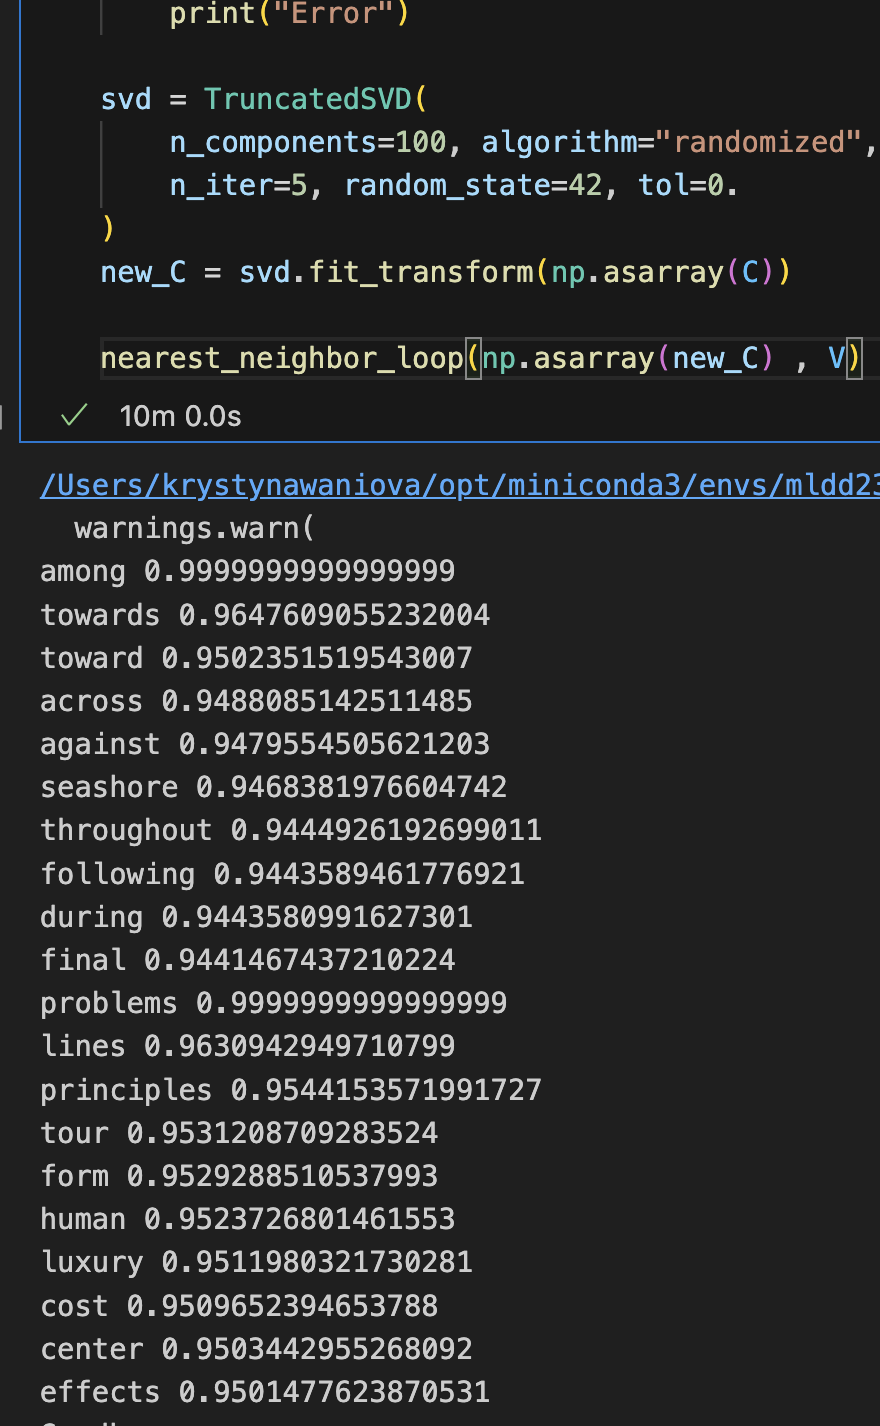 print("Error")
svd = TruncatedSVD(
n_components=100, algorithm="randomized",
n_iter=5, random_state=42, tol=0.
)
new_C = svd.fit_transform(np.asarray(C))
nearest_neighbor_loop(np.asarray(new_C) , V)
10m 0.0s
/Users/krystynawaniova/opt/miniconda3/envs/mldd23
warnings.warn(
among 0.9999999999999999
towards 0.9647609055232004
toward 0.9502351519543007
across 0.9488085142511485
against 0.9479554505621203
seashore 0.9468381976604742
throughout 0.9444926192699011
following 0.9443589461776921
during 0.9443580991627301
final 0.9441467437210224
problems 0.9999999999999999
lines 0.9630942949710799
principles 0.9544153571991727
tour 0.9531208709283524
form 0.9529288510537993
human 0.9523726801461553
luxury 0.9511980321730281
cost 0.9509652394653788
center 0.9503442955268092
effects 0.9501477623870531